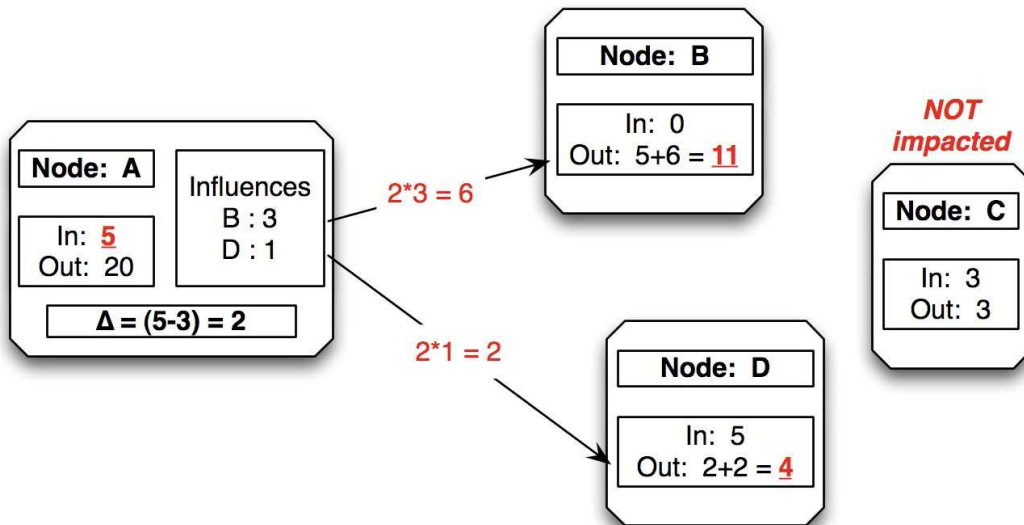 Node: A
In: 5
Out: 20
Influences
B : 3
D : 1
Δ = (5-3) = 2
2*3 = 6
2*1 = 2
Node: B
In: 0
Out: 5+6 = 11
Node: D
In: 5
Out: 2+2 = 4
NOT
impacted
Node: C
In: 3
Out: 3